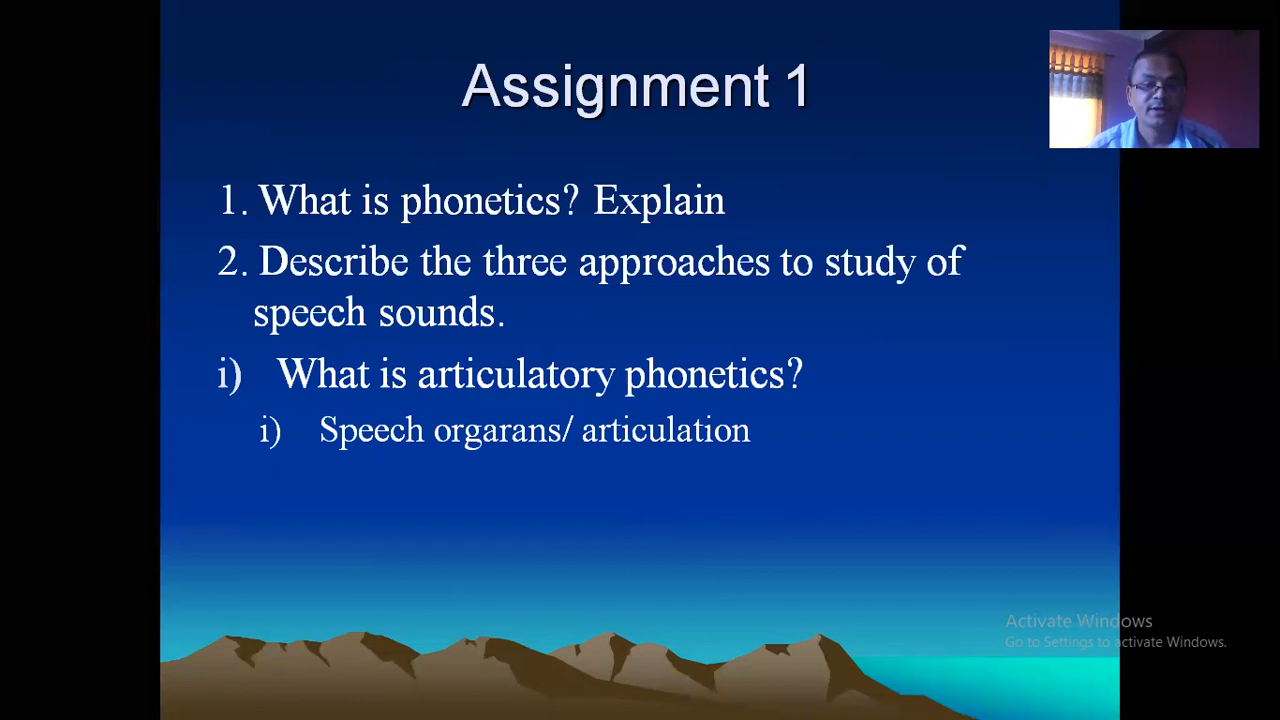 Assignment 1
1. What is phonetics? Explain
2. Describe the three approaches to study of
speech sounds.
i) What is articulatory phonetics?
i) Speech orgarans/ articulation
Activate Windows
Go to Settings to activate Windows.